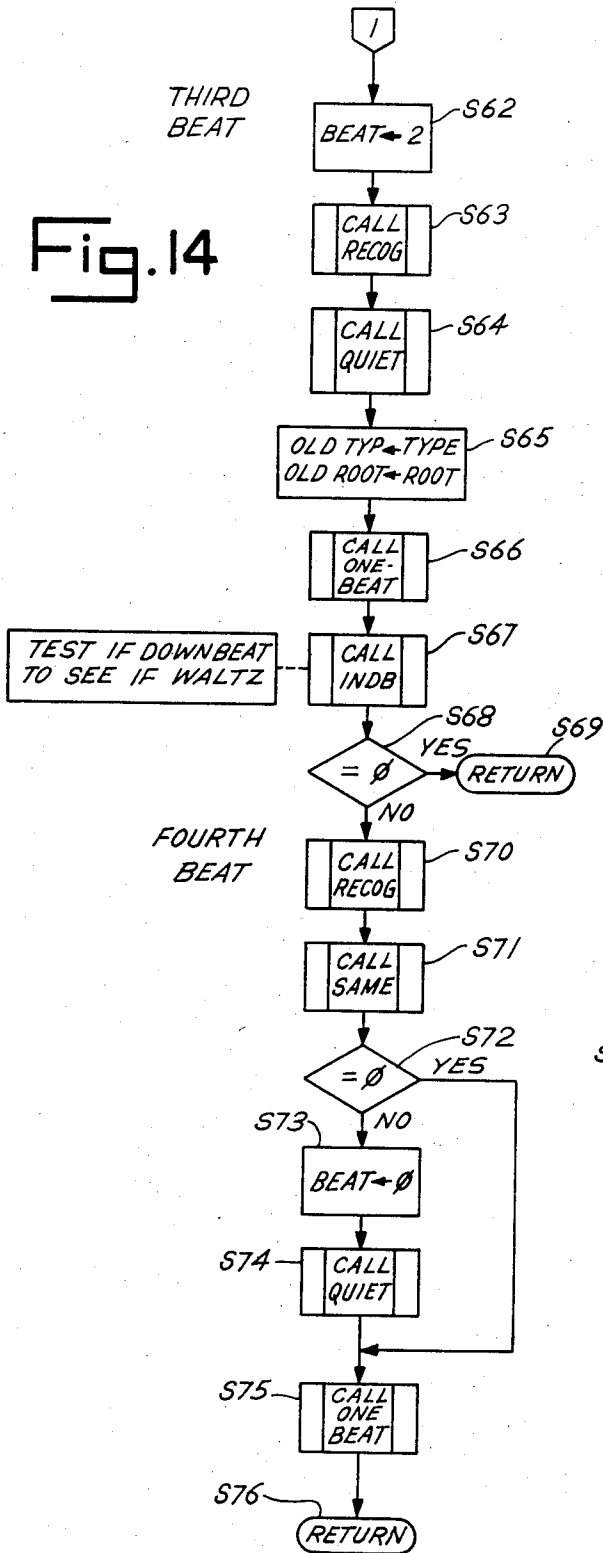 1
THIRD
BEAT
S62
BEAT←2
Fig.14
S63
CALL
RECOG
S64
CALL
QUIET
S65
OLD TYP←TYPE
OLD ROOT←ROOT
S66
CALL
ONE-
BEAT
S67
CALL
INDB
TEST IF DOWNBEAT
TO SEE IF WALTZ
S68
= Ø
YES
S69
RETURN
NO
FOURTH
BEAT
S70
CALL
RECOG
S71
CALL
SAME
S72
= Ø
YES
S
NO
S73
BEAT←Ø
S74
CALL
QUIET
S75
CALL
ONE
BEAT
S76
RETURN